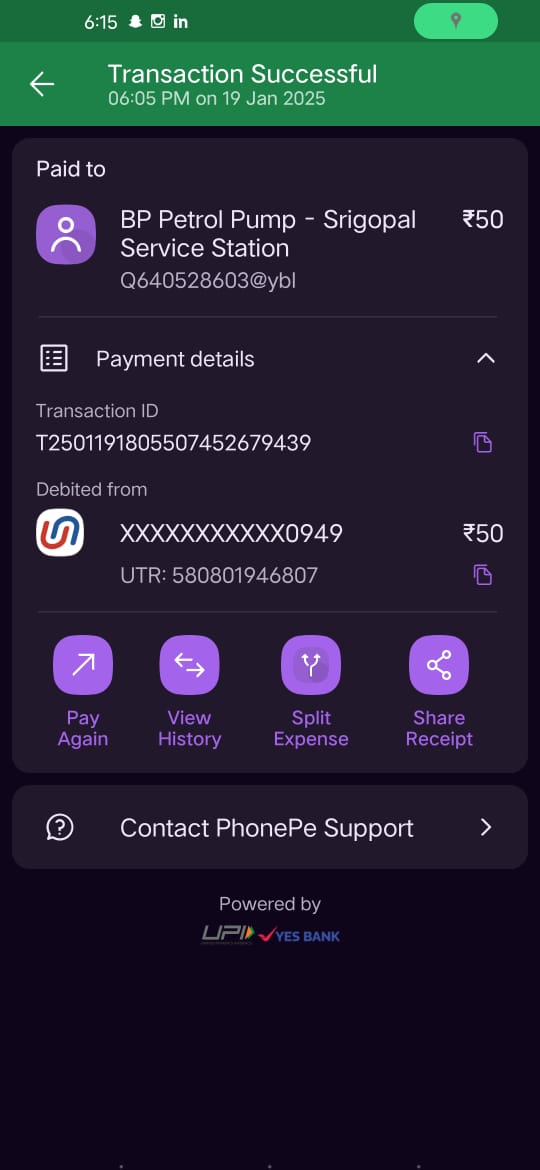 6:15
Transaction Successful
06:05 PM on 19 Jan 2025
Paid to
BP Petrol Pump - Srigopal ₹50
Service Station
Q640528603@ybl
Payment details
Transaction ID
T2501191805507452679439
Debited from
XXXXXXXXXXX0949 ₹50
UTR: 580801946807
Pay Again
View History
Split Expense
Share Receipt
Contact PhonePe Support
Powered by
UPI YES BANK